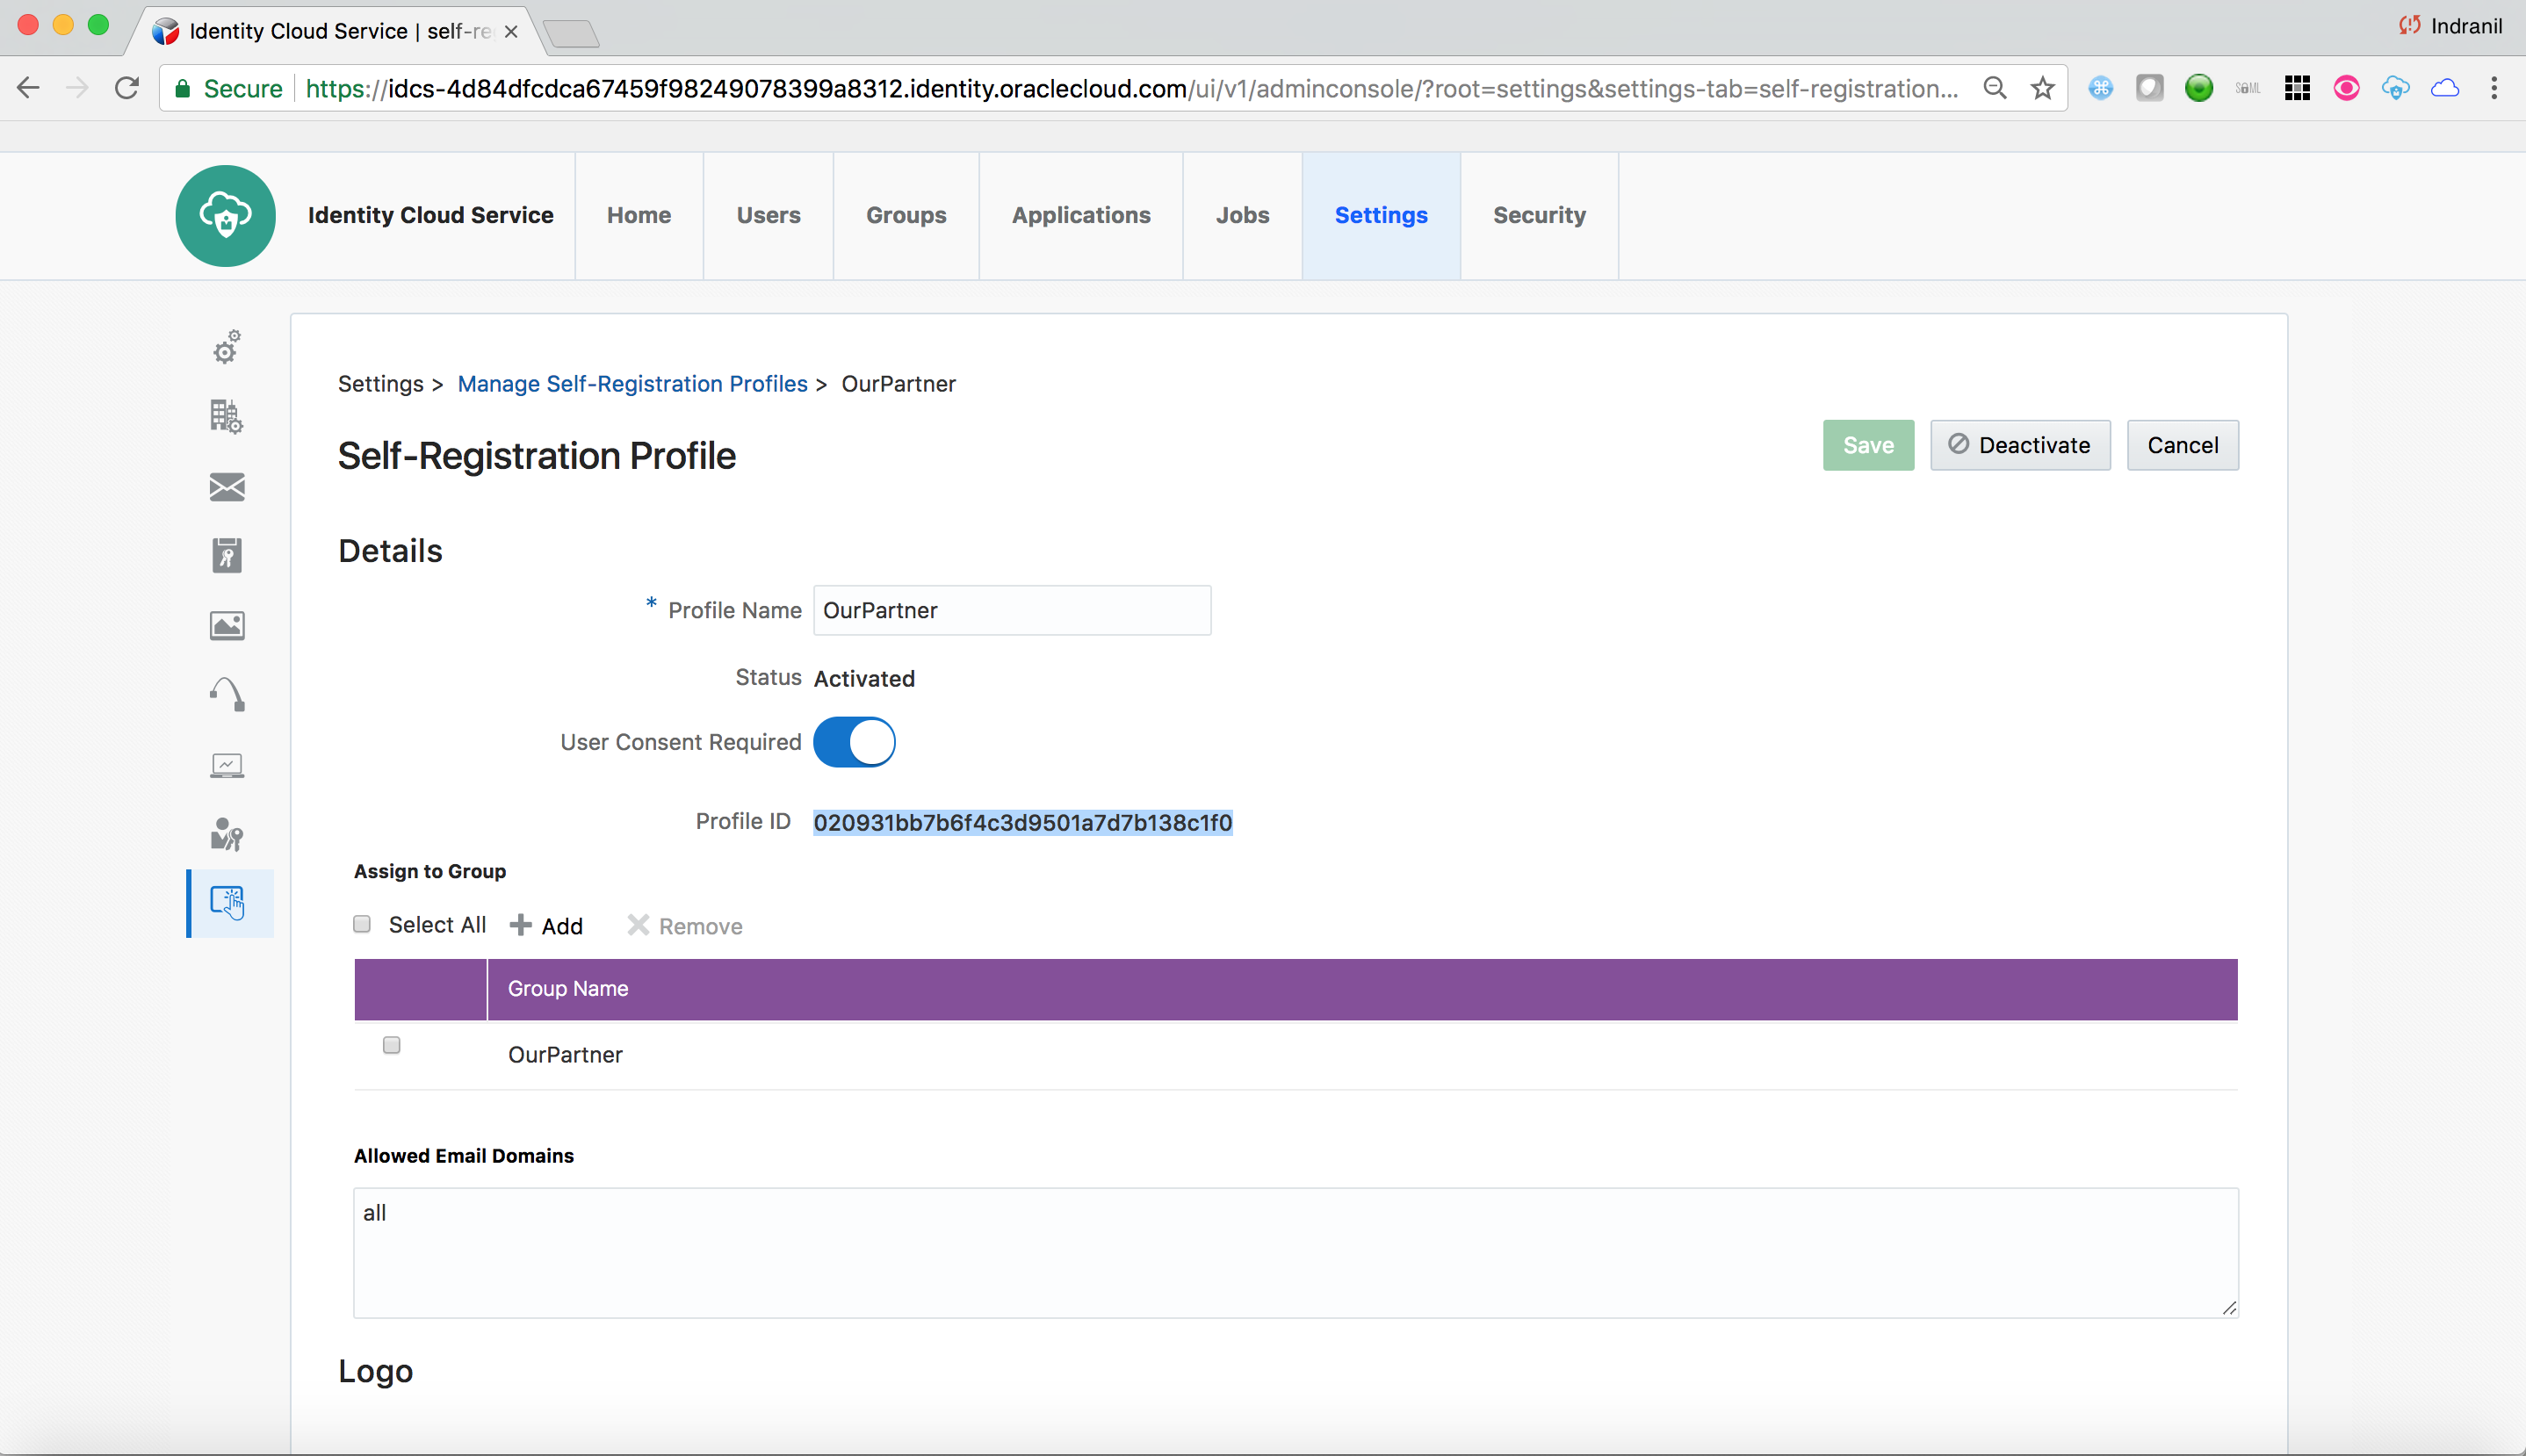 Identity Cloud Service | self-re
Indranil
Secure https://idcs-4d84dfcdca67459f98249078399a8312.identity.oraclecloud.com/ui/v1/adminconsole/?root=settings&settings-tab=self-registration...
Identity Cloud Service Home Users Groups Applications Jobs Settings Security
Settings > Manage Self-Registration Profiles > OurPartner
Self-Registration Profile
Save Deactivate Cancel
Details
* Profile Name OurPartner
Status Activated
User Consent Required
Profile ID 020931bb7b6f4c3d9501a7d7b138c1f0
Assign to Group
Select All Add Remove
Group Name
OurPartner
Allowed Email Domains
all
Logo